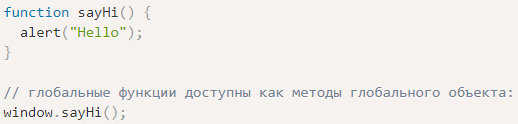 function sayHi() {
  alert("Hello");
}

// глобальные функции доступны как методы глобального объекта:
window.sayHi();